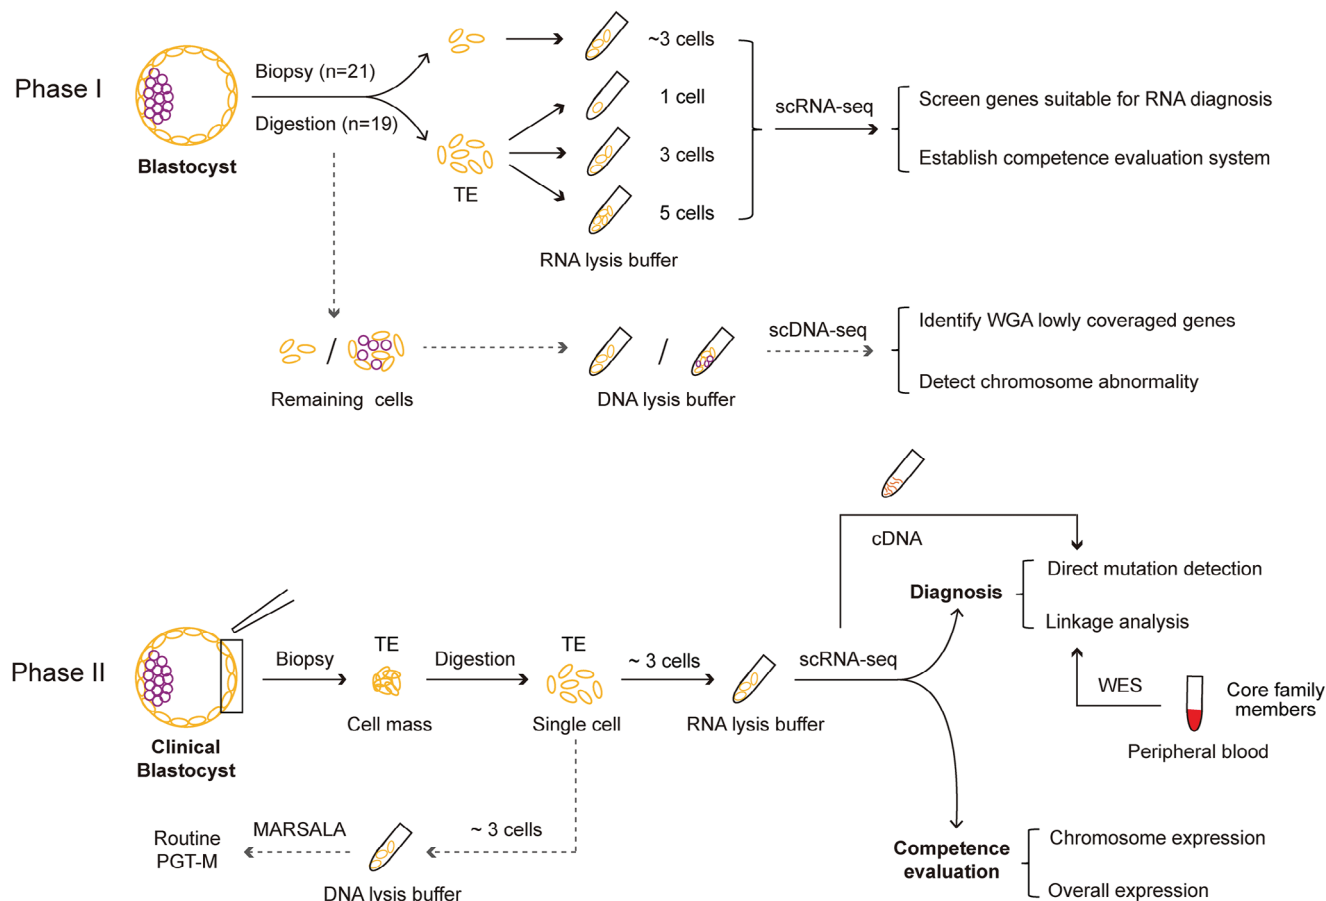 Phase I
Blastocyst
Biopsy (n=21)
Digestion (n=19)
TE
~3 cells
1 cell
3 cells
5 cells
RNA lysis buffer
scRNA-seq
Screen genes suitable for RNA diagnosis
Establish competence evaluation system
Remaining cells
DNA lysis buffer
scDNA-seq
Identify WGA lowly coveraged genes
Detect chromosome abnormality
Phase II
Clinical
Blastocyst
Biopsy
TE
Cell mass
Digestion
TE
Single cell
~ 3 cells
RNA lysis buffer
scRNA-seq
cDNA
Diagnosis
Direct mutation detection
Linkage analysis
WES
Core family
members
Peripheral blood
Competence
evaluation
Chromosome expression
Overall expression
~ 3 cells
DNA lysis buffer
MARSALA
Routine
PGT-M